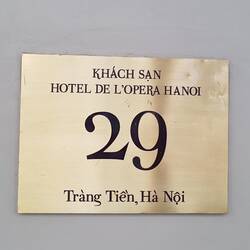 KHÁCH SẠN
HOTEL DE L'OPERA HANOI
29
Tràng Tiền, Hà Nội